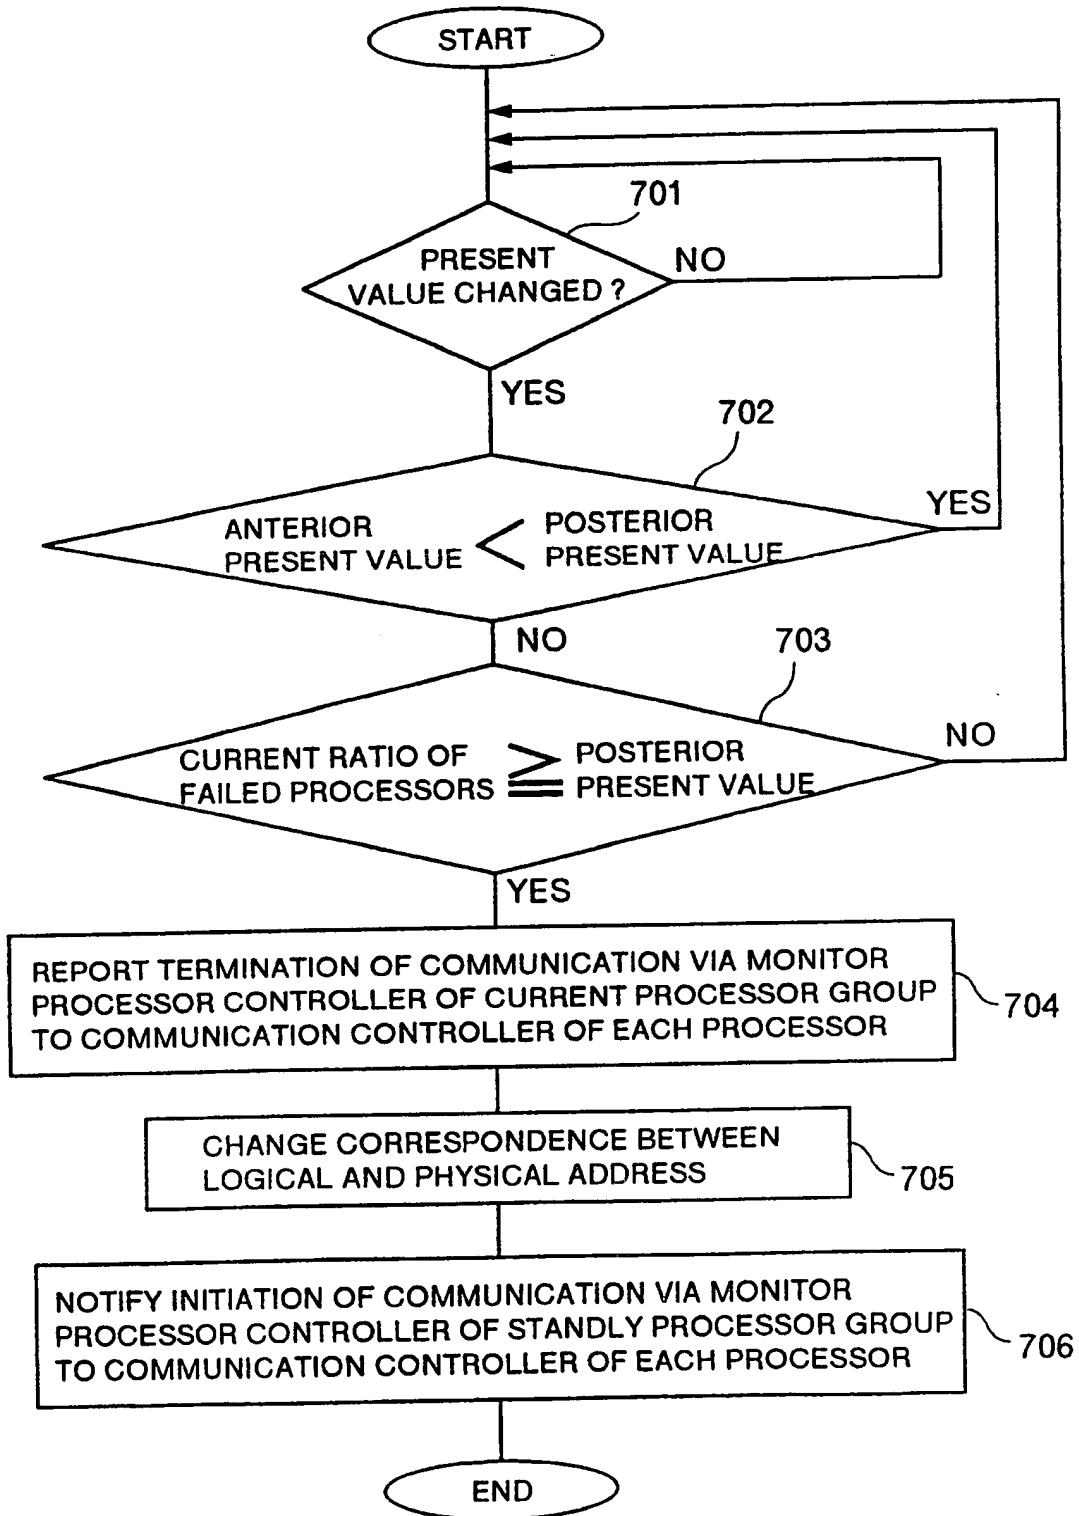 START
701
PRESENT
VALUE CHANGED ?
NO
YES
702
ANTERIOR
PRESENT VALUE
<
POSTERIOR
PRESENT VALUE
YES
NO
703
CURRENT RATIO OF
FAILED PROCESSORS
≧
POSTERIOR
PRESENT VALUE
NO
YES
REPORT TERMINATION OF COMMUNICATION VIA MONITOR
PROCESSOR CONTROLLER OF CURRENT PROCESSOR GROUP
TO COMMUNICATION CONTROLLER OF EACH PROCESSOR
704
CHANGE CORRESPONDENCE BETWEEN
LOGICAL AND PHYSICAL ADDRESS
705
NOTIFY INITIATION OF COMMUNICATION VIA MONITOR
PROCESSOR CONTROLLER OF STANDLY PROCESSOR GROUP
TO COMMUNICATION CONTROLLER OF EACH PROCESSOR
706
END